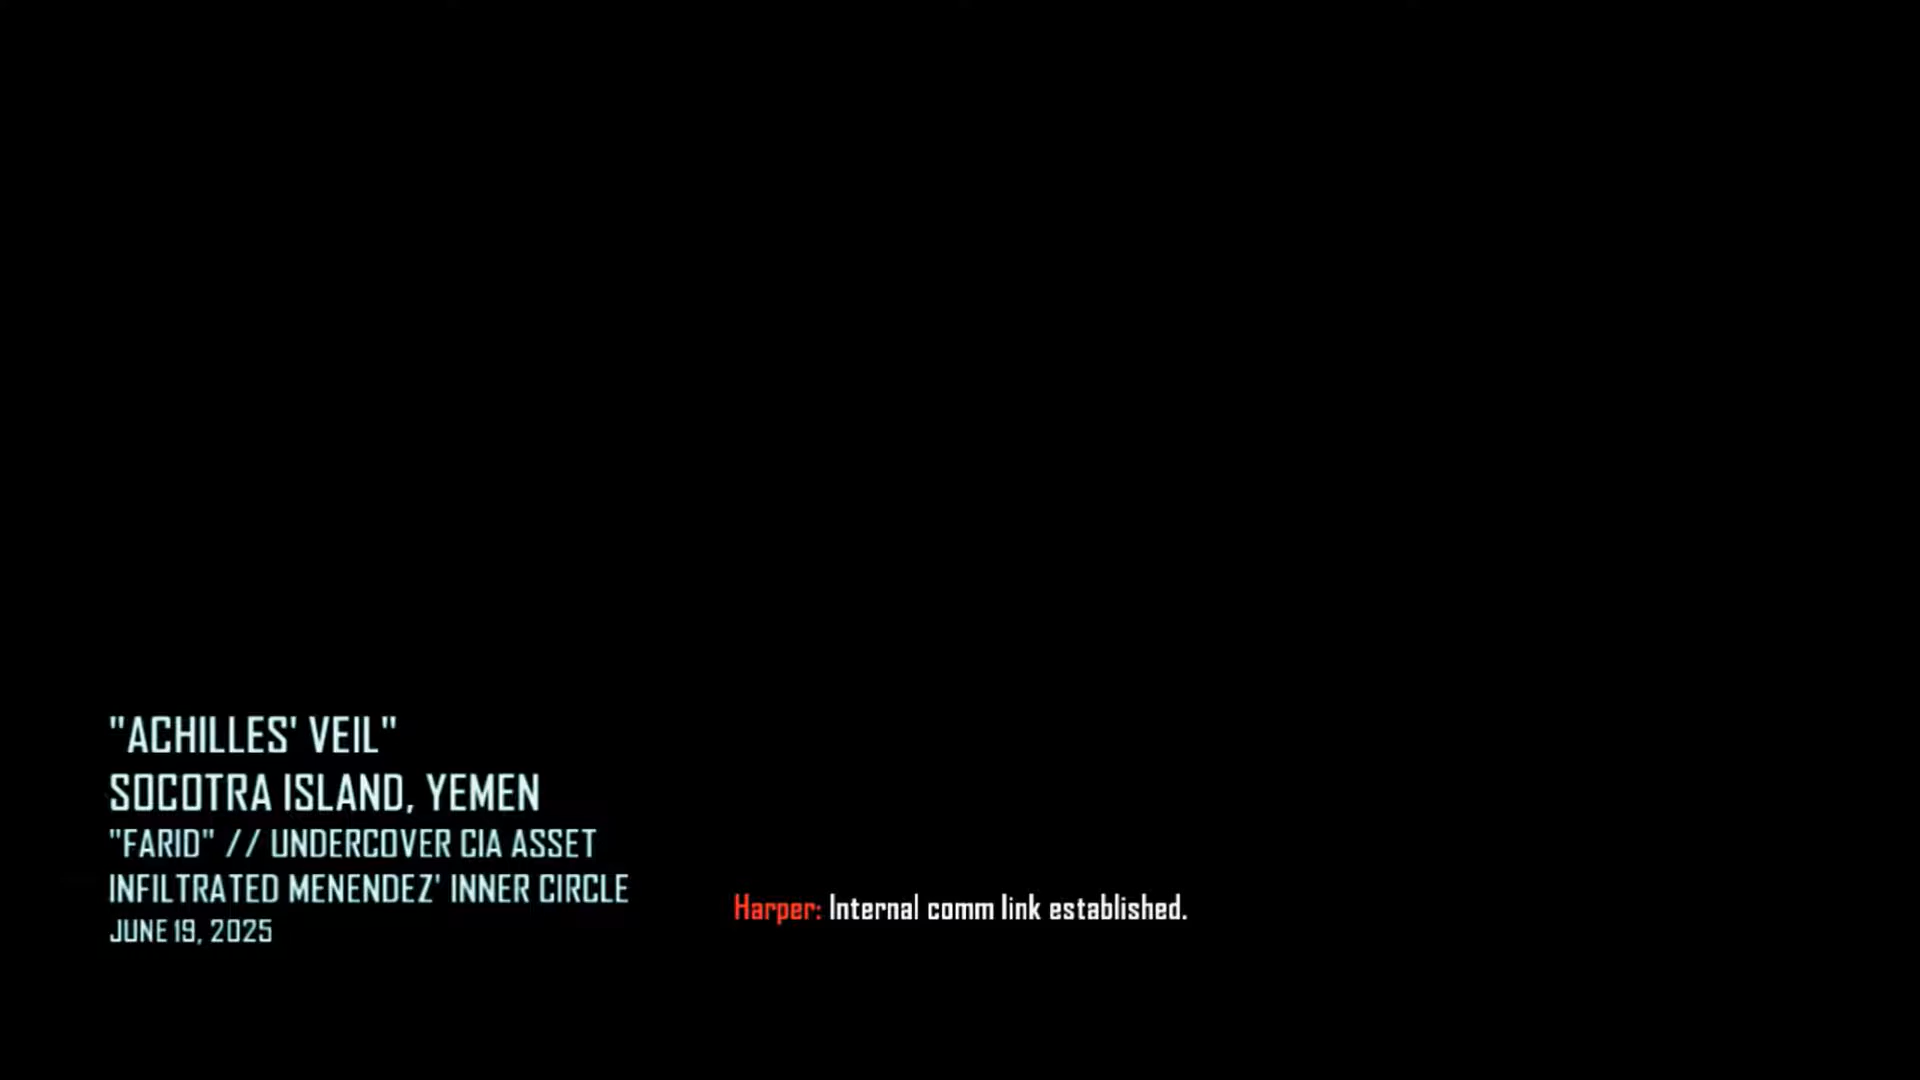 "ACHILLES' VEIL"
SOCOTRA ISLAND, YEMEN
"FARID" // UNDERCOVER CIA ASSET
INFILTRATED MENENDEZ' INNER CIRCLE
JUNE 19, 2025
Harper: Internal comm link established.